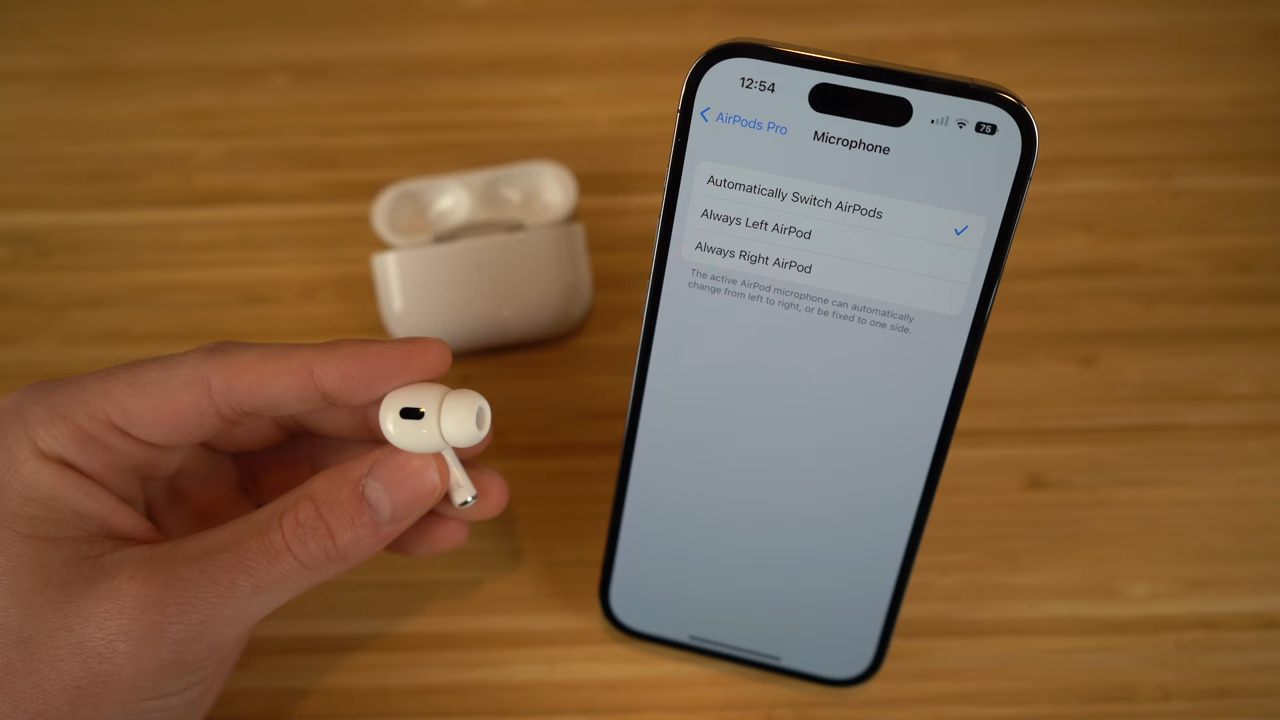 12:54
75
AirPods Pro
Microphone
Automatically Switch AirPods
Always Left AirPod
Always Right AirPod
The active AirPod microphone can automatically
change from left to right, or be fixed to one side.